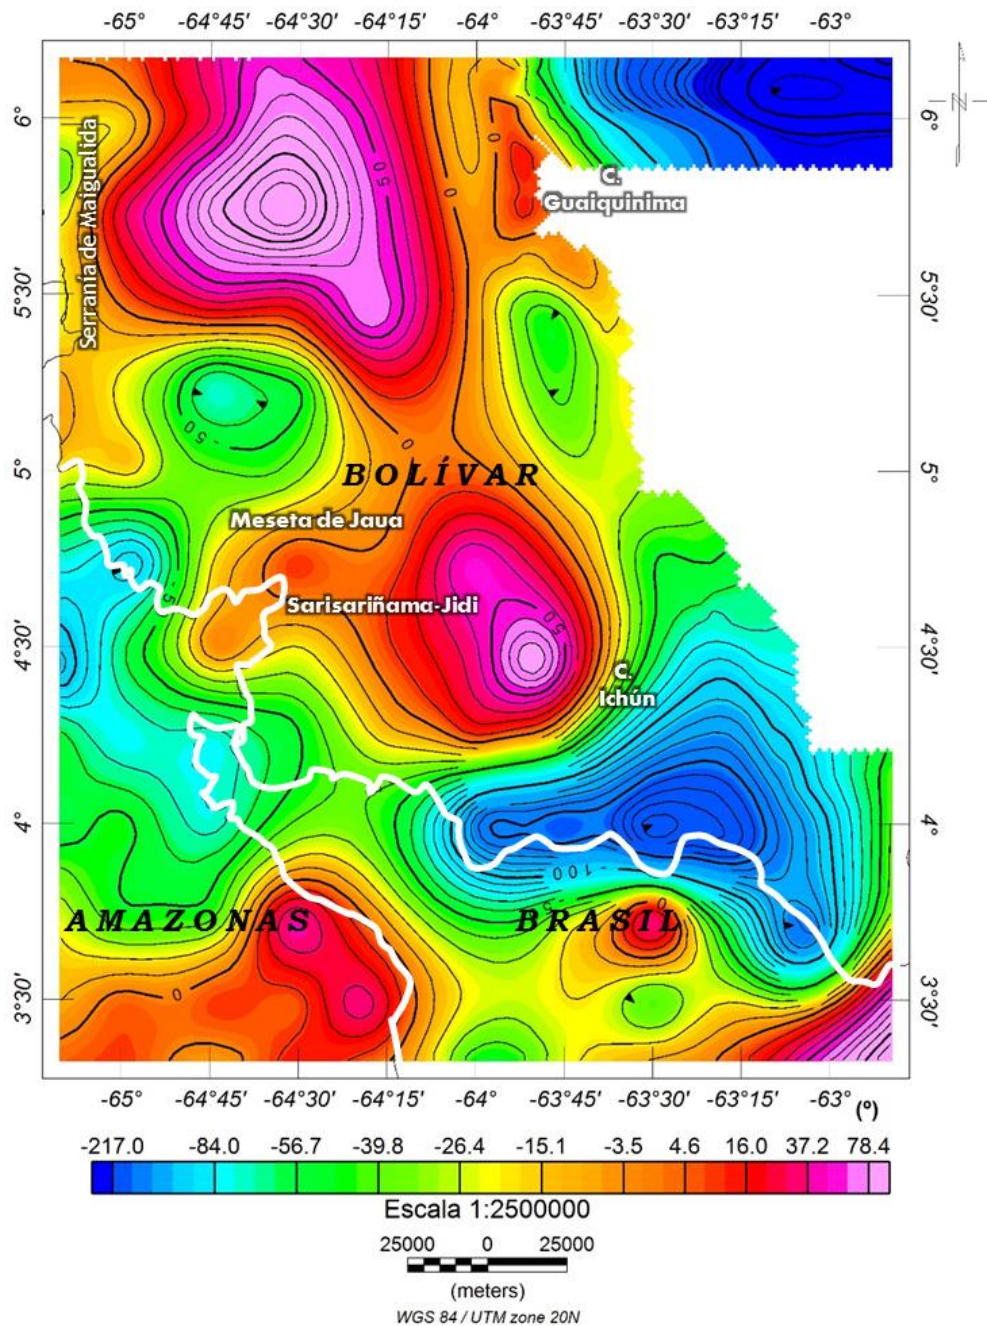 -65° -64°45' -64°30' -64°15' -64° -63°45' -63°30' -63°15' -63°
N
6° 6°
Serranía de Maigualida
50
0
0
C.
Guaiquinima
5°30' 5°30'
-50
0
5° 5°
BOLÍVAR
Meseta de Jaua
-5
Sarisariñama-Jidi
50
4°30' 4°30'
C.
Ichún
4° 4°
-100
-5
0
AMAZONAS BRASIL
0
3°30' 3°30'
-65° -64°45' -64°30' -64°15' -64° -63°45' -63°30' -63°15' -63°
(º)
-217.0 -84.0 -56.7 -39.8 -26.4 -15.1 -3.5 4.6 16.0 37.2 78.4
Escala 1:2500000
25000 0 25000
(meters)
WGS 84 / UTM zone 20N